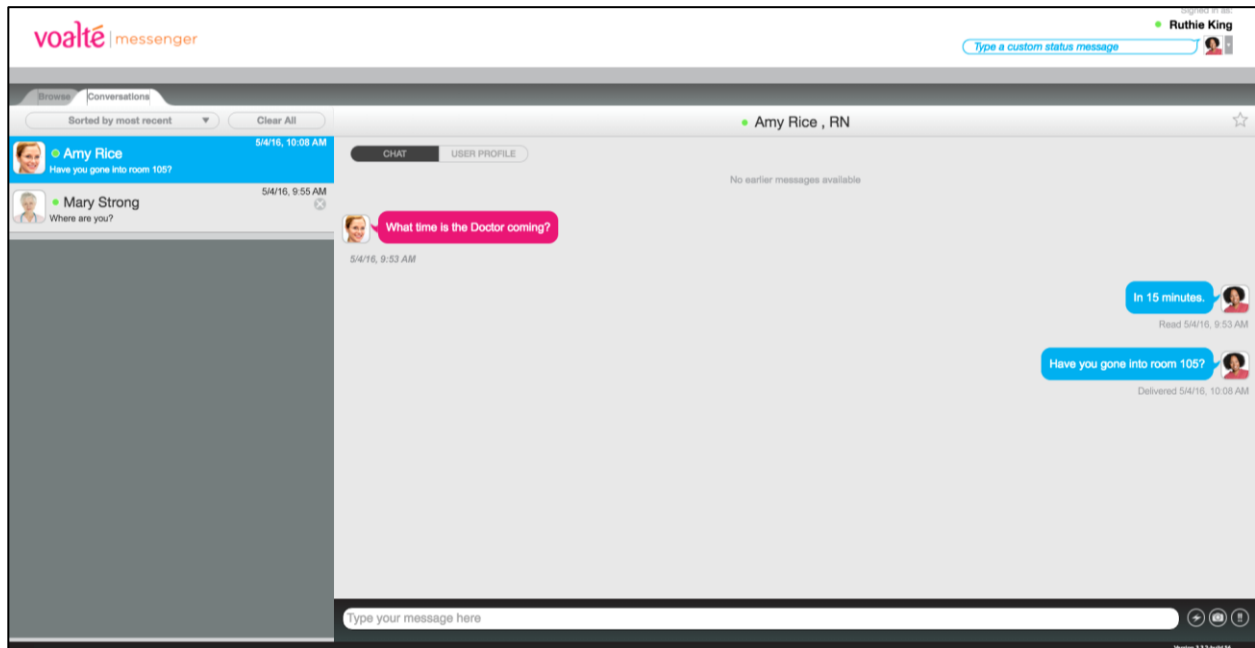 Signed in as:
Ruthie King
voalté | messenger
Type a custom status message
Browse
Conversations
Sorted by most recent
Clear All
Amy Rice , RN
5/4/16, 10:08 AM
Amy Rice
Have you gone into room 105?
5/4/16, 9:55 AM
Mary Strong
Where are you?
CHAT
USER PROFILE
No earlier messages available
What time is the Doctor coming?
5/4/16, 9:53 AM
In 15 minutes.
Read 5/4/16, 9:53 AM
Have you gone into room 105?
Delivered 5/4/16, 10:08 AM
Type your message here